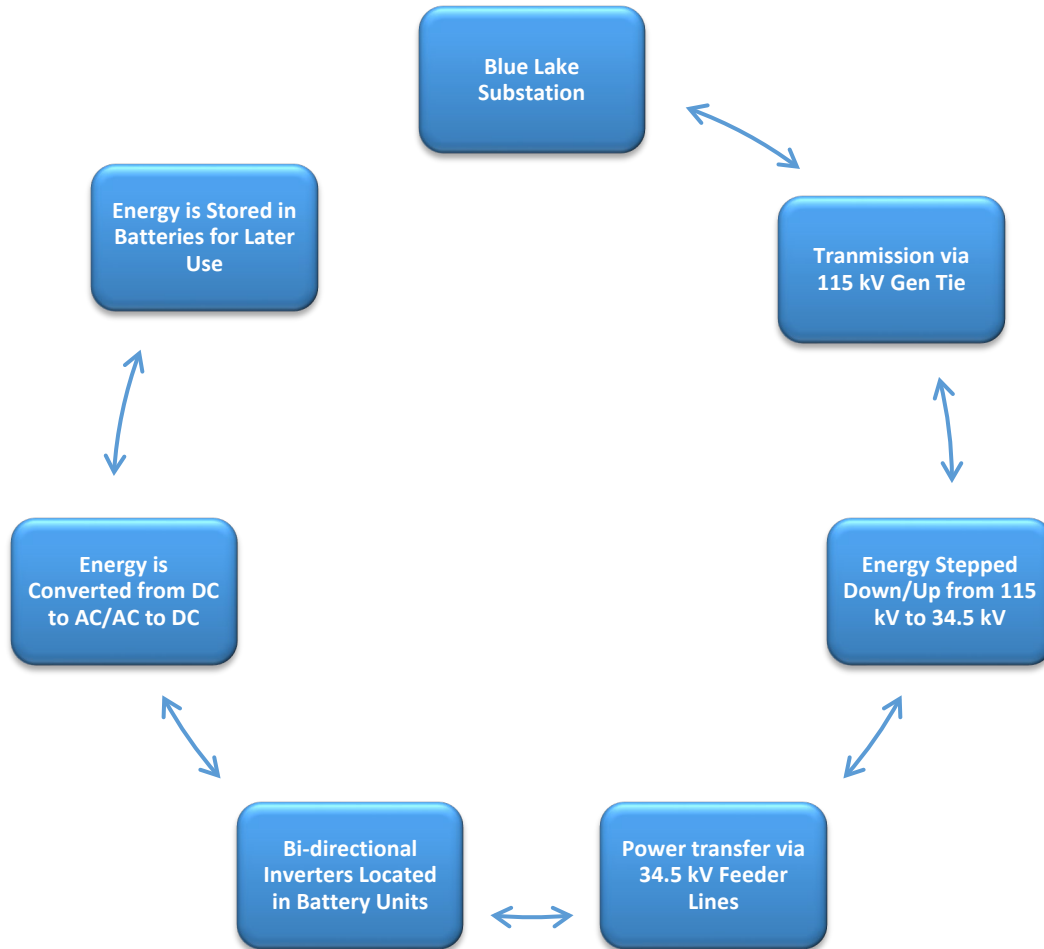 Blue Lake
Substation
Tranmission via
115 kV Gen Tie
Energy Stepped
Down/Up from 115
kV to 34.5 kV
Power transfer via
34.5 kV Feeder
Lines
Bi-directional
Inverters Located
in Battery Units
Energy is
Converted from DC
to AC/AC to DC
Energy is Stored in
Batteries for Later
Use